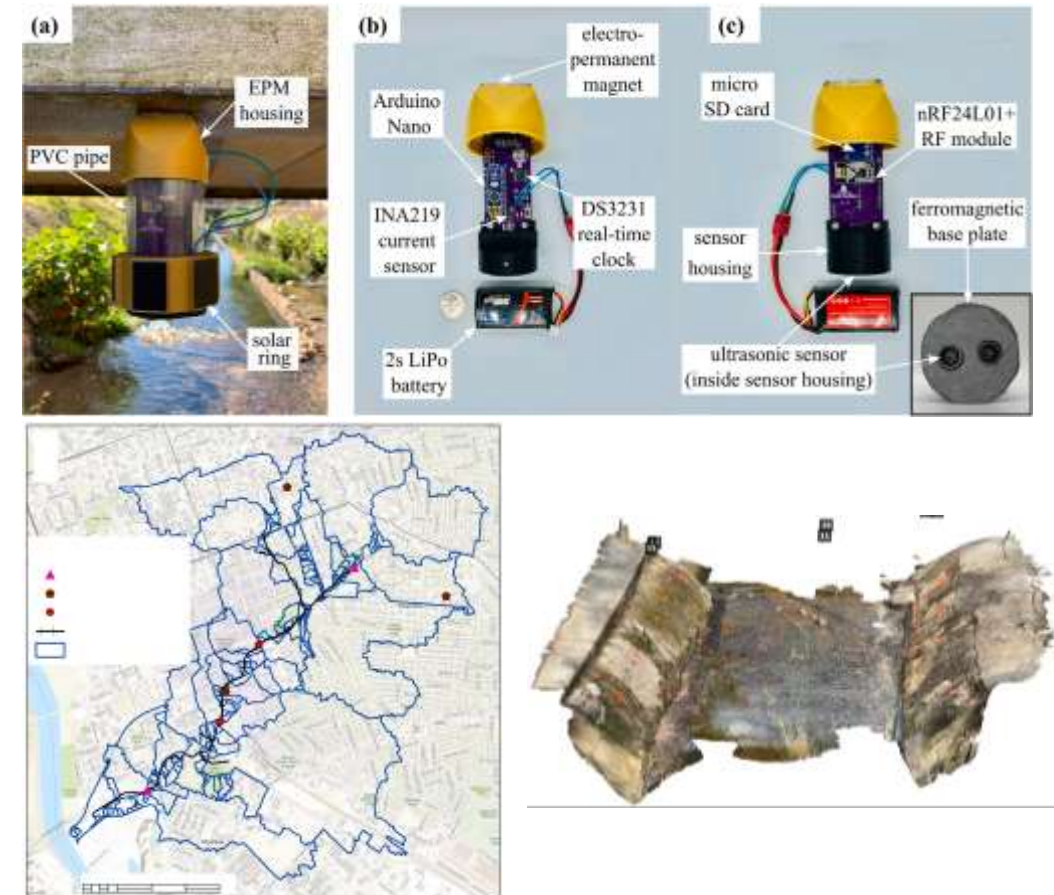 (a)
EPM
housing
PVC pipe
solar
ring
(b)
electro-
permanent
magnet
Arduino
Nano
INA219
current
sensor
DS3231
real-time
clock
2s LiPo
battery
(c)
micro
SD card
nRF24L01+
RF module
ferromagnetic
base plate
sensor
housing
ultrasonic sensor
(inside sensor housing)